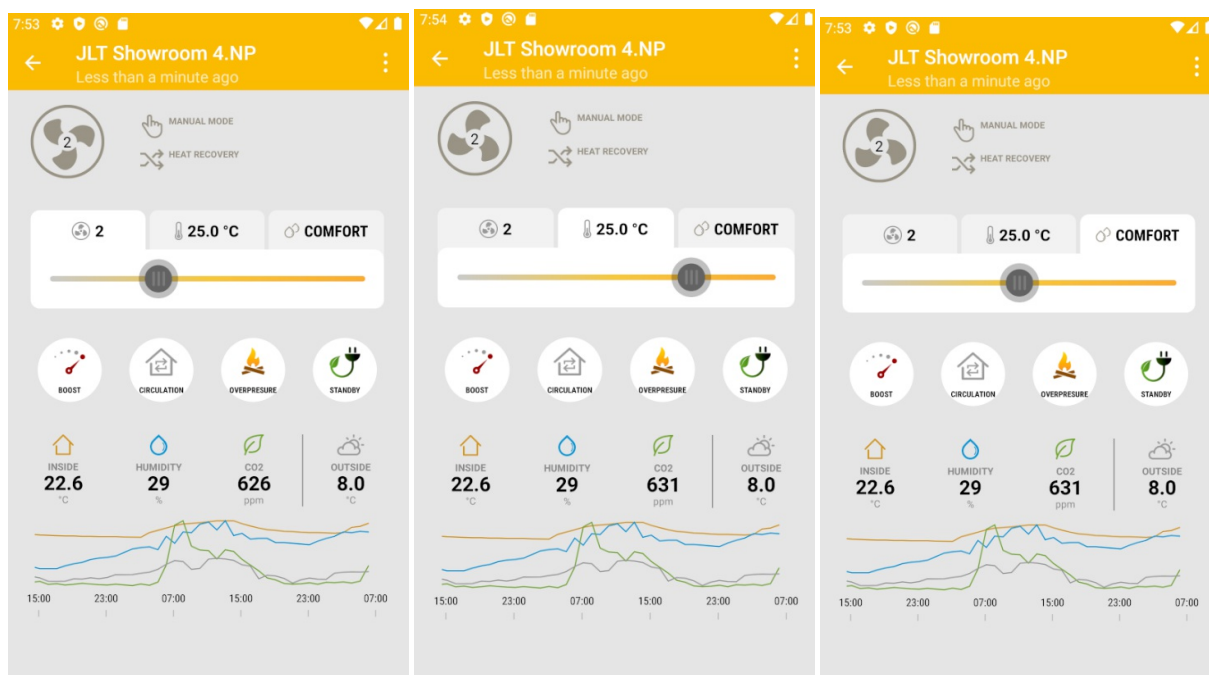 7:53
JLT Showroom 4.NP
Less than a minute ago
2
MANUAL MODE
HEAT RECOVERY
2 25.0 °C COMFORT
BOOST CIRCULATION OVERPRESURE STANDBY
INSIDE HUMIDITY CO2 OUTSIDE
22.6 29 626 8.0
°C % ppm °C
15:00 23:00 07:00 15:00 23:00 07:00
7:54
JLT Showroom 4.NP
Less than a minute ago
2
MANUAL MODE
HEAT RECOVERY
2 25.0 °C COMFORT
BOOST CIRCULATION OVERPRESURE STANDBY
INSIDE HUMIDITY CO2 OUTSIDE
22.6 29 631 8.0
°C % ppm °C
15:00 23:00 07:00 15:00 23:00 07:00
7:53
JLT Showroom 4.NP
Less than a minute ago
2
MANUAL MODE
HEAT RECOVERY
2 25.0 °C COMFORT
BOOST CIRCULATION OVERPRESURE STANDBY
INSIDE HUMIDITY CO2 OUTSIDE
22.6 29 631 8.0
°C % ppm °C
15:00 23:00 07:00 15:00 23:00 07:00